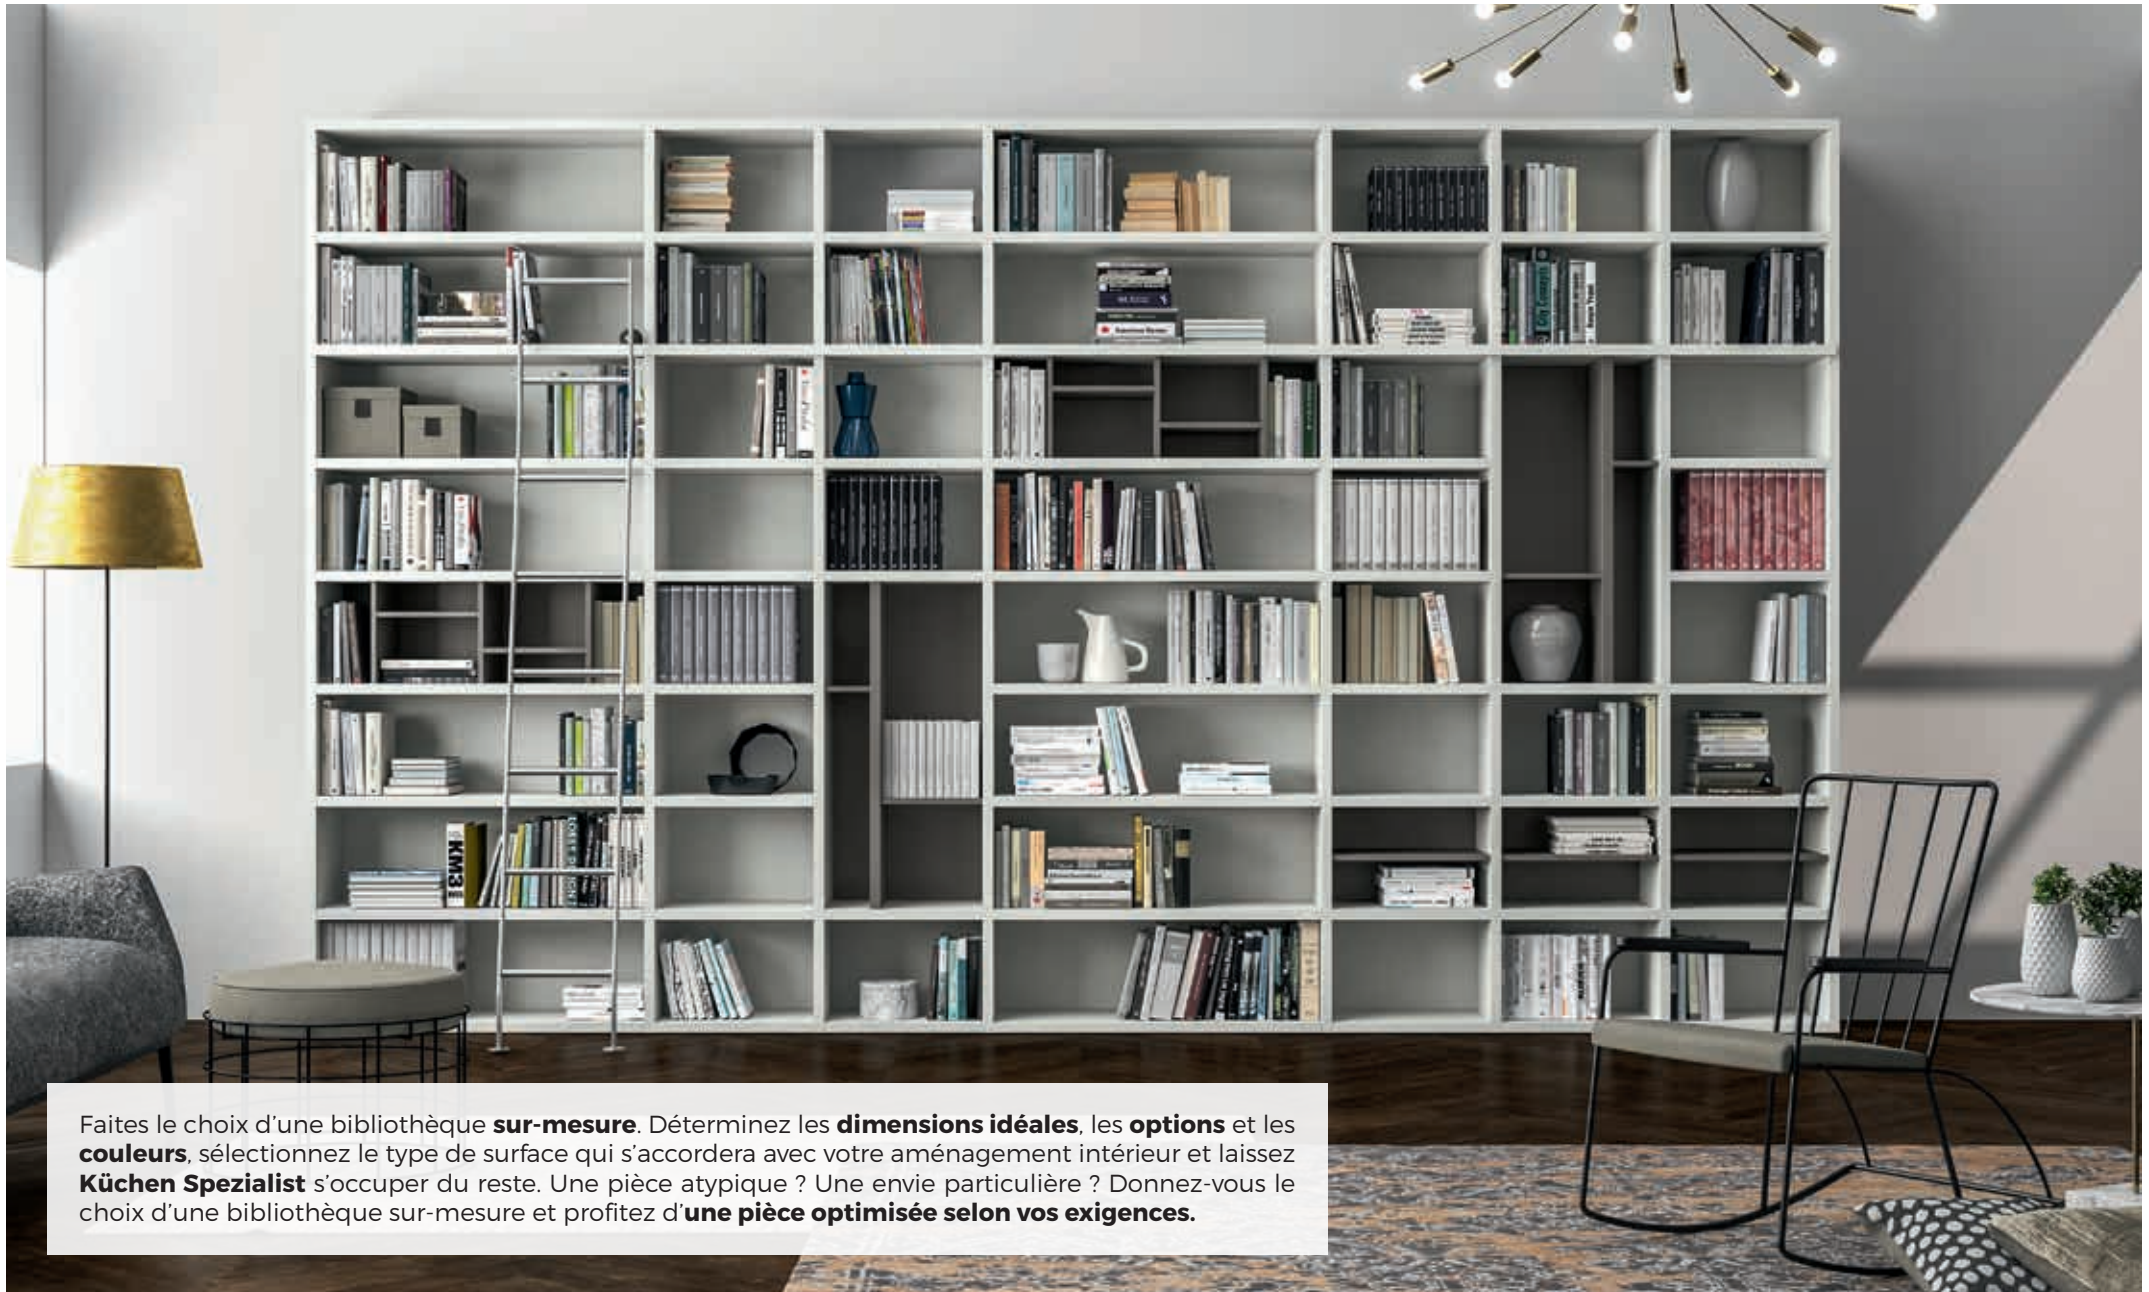 KM3
Faites le choix d’une bibliothèque sur-mesure. Déterminez les dimensions idéales, les options et les
couleurs, sélectionnez le type de surface qui s’accordera avec votre aménagement intérieur et laissez
Küchen Spezialist s’occuper du reste. Une pièce atypique ? Une envie particulière ? Donnez-vous le
choix d’une bibliothèque sur-mesure et profitez d’une pièce optimisée selon vos exigences.